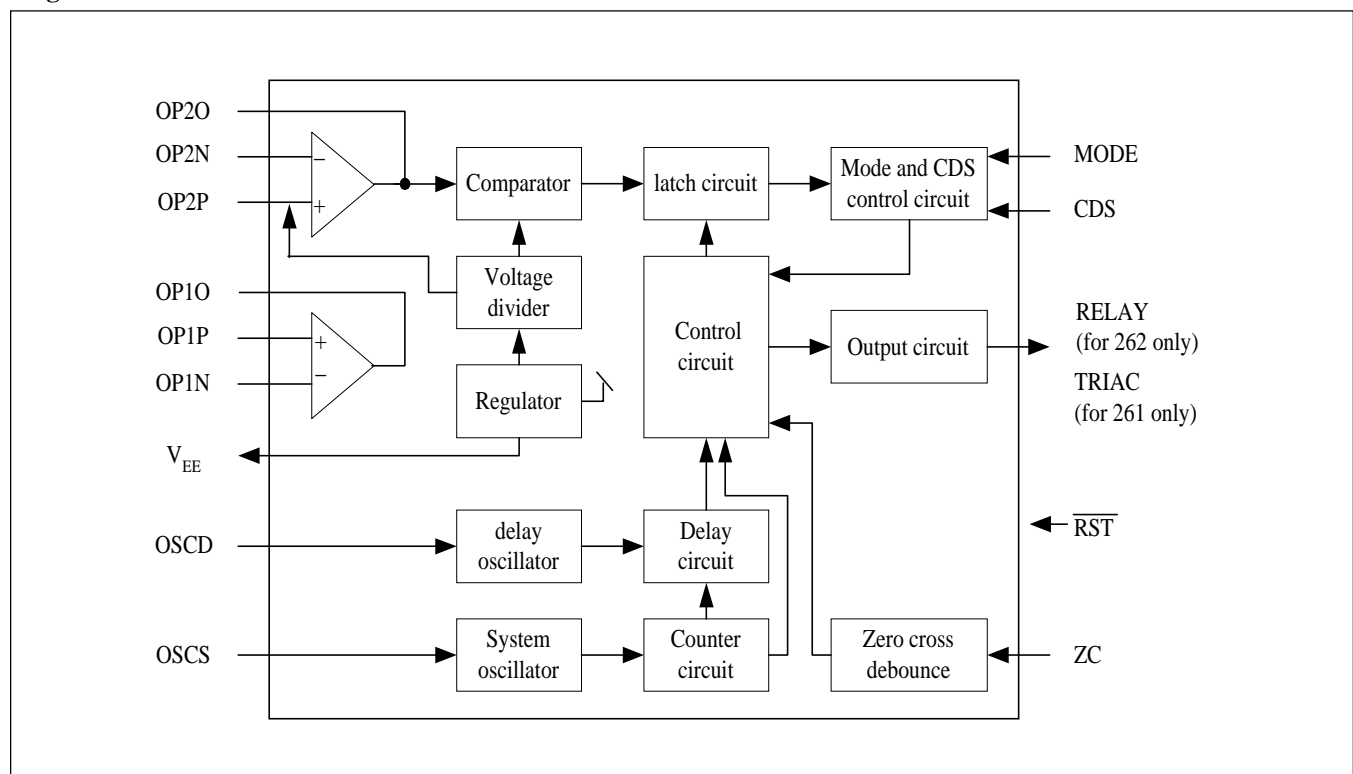 OP2O
OP2N
−
OP2P
+
Comparator
latch circuit
Mode and CDS
control circuit
MODE
CDS
Voltage
divider
OP1O
OP1P
+
OP1N
−
Regulator
Control
circuit
Output circuit
RELAY
(for 262 only)
TRIAC
(for 261 only)
VEE
RST
OSCD
delay
oscillator
Delay
circuit
OSCS
System
oscillator
Counter
circuit
Zero cross
debounce
ZC